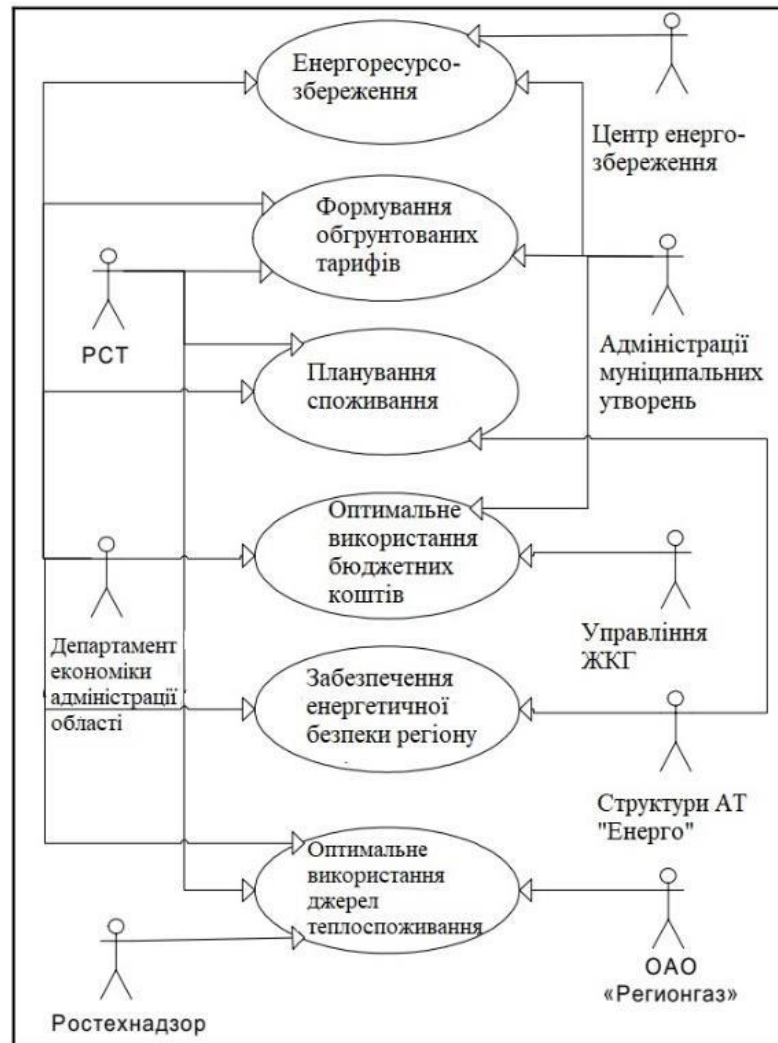 Енергоресурсо-
збереження
Центр енерго-
збереження
Формування
обгрунтованих
тарифів
РСТ
Адміністрації
муніципальних
утворень
Планування
споживання
Оптимальне
використання
бюджетних
коштів
Департамент
економіки
адміністрації
області
Управління
ЖКГ
Забезпечення
енергетичної
безпеки регіону
Структури АТ
"Енерго"
Оптимальне
використання
джерел
теплоспоживання
Ростехнадзор
ОАО
«Регионгаз»